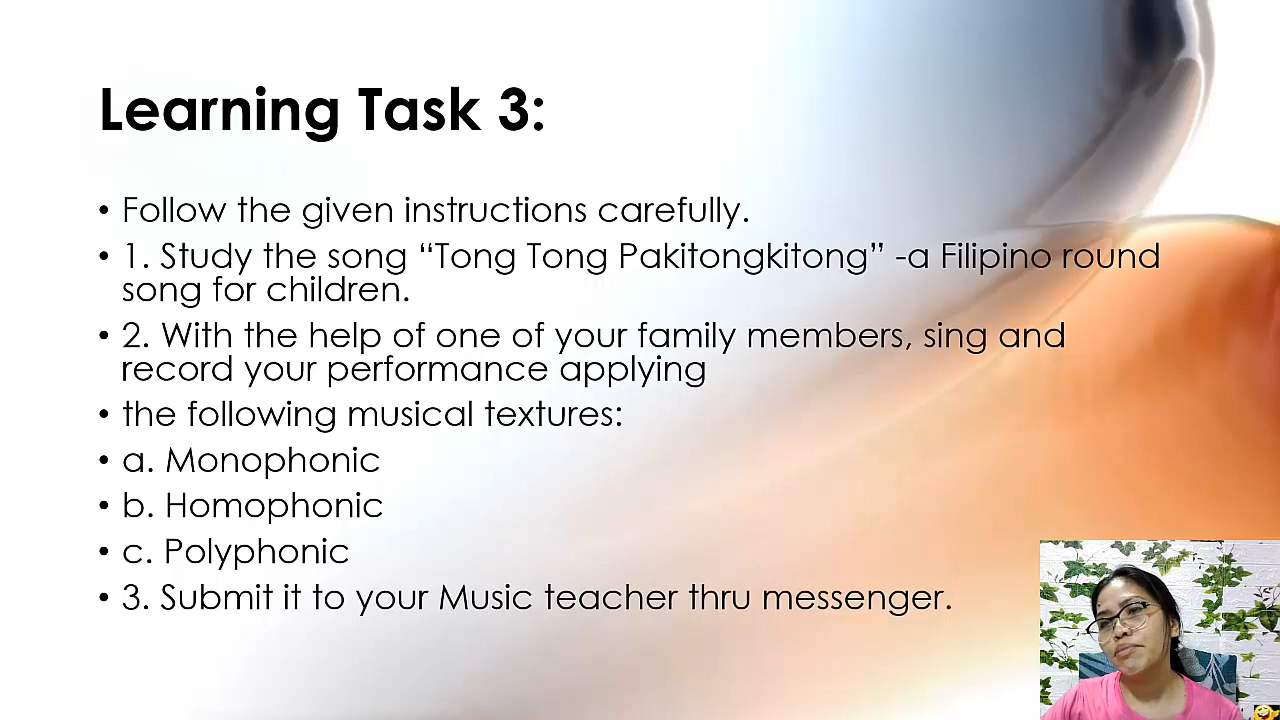 Learning Task 3:
• Follow the given instructions carefully.
• 1. Study the song “Tong Tong Pakitongkitong” -a Filipino round
song for children.
• 2. With the help of one of your family members, sing and
record your performance applying
• the following musical textures:
• a. Monophonic
• b. Homophonic
• c. Polyphonic
• 3. Submit it to your Music teacher thru messenger.